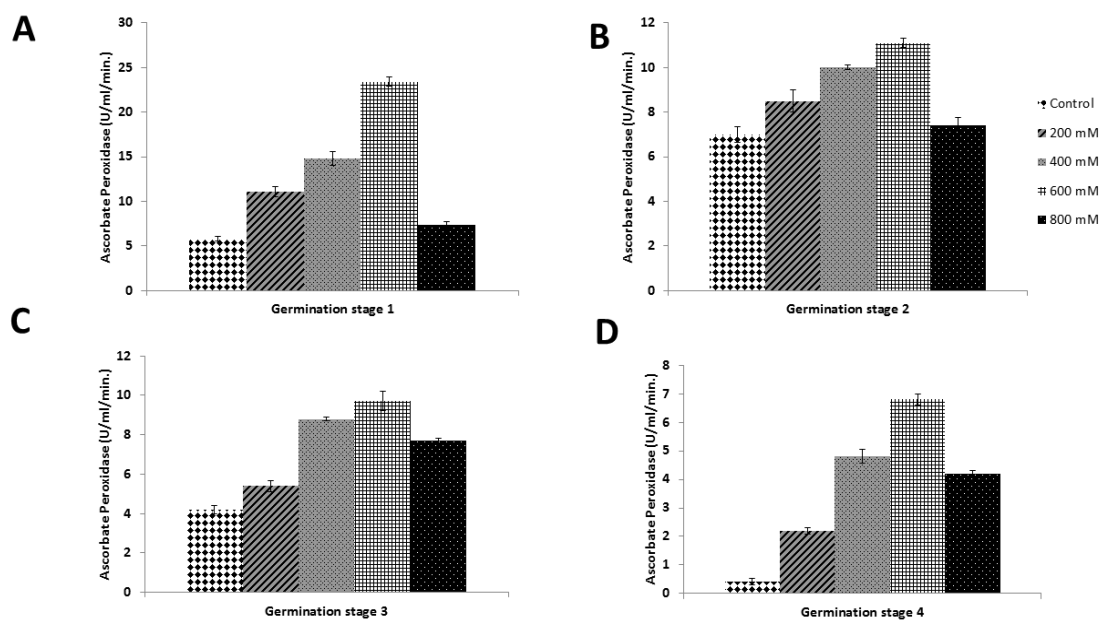 A
Ascorbate Peroxidase (U/ml/min.)
30
25
20
15
10
5
0
Germination stage 1
B
Ascorbate Peroxidase (U/ml/min.)
12
10
8
6
4
2
0
Germination stage 2
Control
200 mM
400 mM
600 mM
800 mM
C
Ascorbate Peroxidase (U/ml/min.)
12
10
8
6
4
2
0
Germination stage 3
D
Ascorbate Peroxidase (U/ml/min.)
8
7
6
5
4
3
2
1
0
Germination stage 4